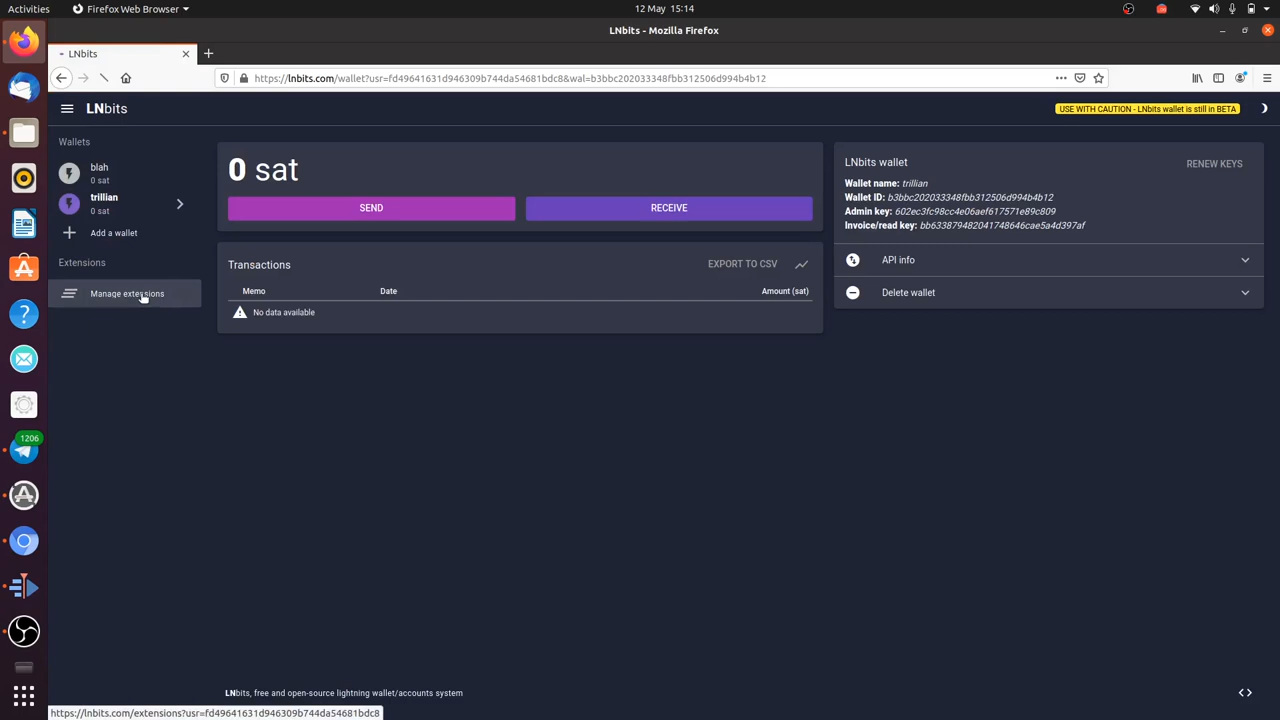 Activities
Firefox Web Browser
12 May 15:14
LNbits - Mozilla Firefox
LNbits
https://lnbits.com/wallet?usr=fd49641631d946309b744da54681bdc8&wal=b3bbc202033348fbb312506d994b4b12
LNbits
USE WITH CAUTION - LNbits wallet is still in BETA
Wallets
blah
0 sat
trillian
0 sat
Add a wallet
Extensions
Manage extensions
0 sat
SEND
RECEIVE
Transactions
EXPORT TO CSV
Memo
Date
Amount (sat)
No data available
LNbits wallet
RENEW KEYS
Wallet name: trillian
Wallet ID: b3bbc202033348fbb312506d994b4b12
Admin key: 602ec3fc98cc4e06aef617571e89c809
Invoice/read key: bb633879482041748646cae5a4d397af
API info
Delete wallet
1206
LNbits, free and open-source lightning wallet/accounts system
https://lnbits.com/extensions?usr=fd49641631d946309b744da54681bdc8